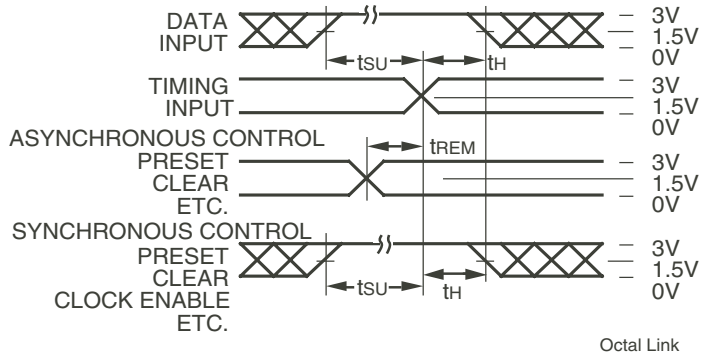 DATA INPUT
3V
1.5V
0V
tSU
tH
TIMING INPUT
3V
1.5V
0V
ASYNCHRONOUS CONTROL
tREM
PRESET
CLEAR
ETC.
3V
1.5V
0V
SYNCHRONOUS CONTROL
PRESET
CLEAR
CLOCK ENABLE
ETC.
3V
1.5V
0V
tSU
tH
Octal Link